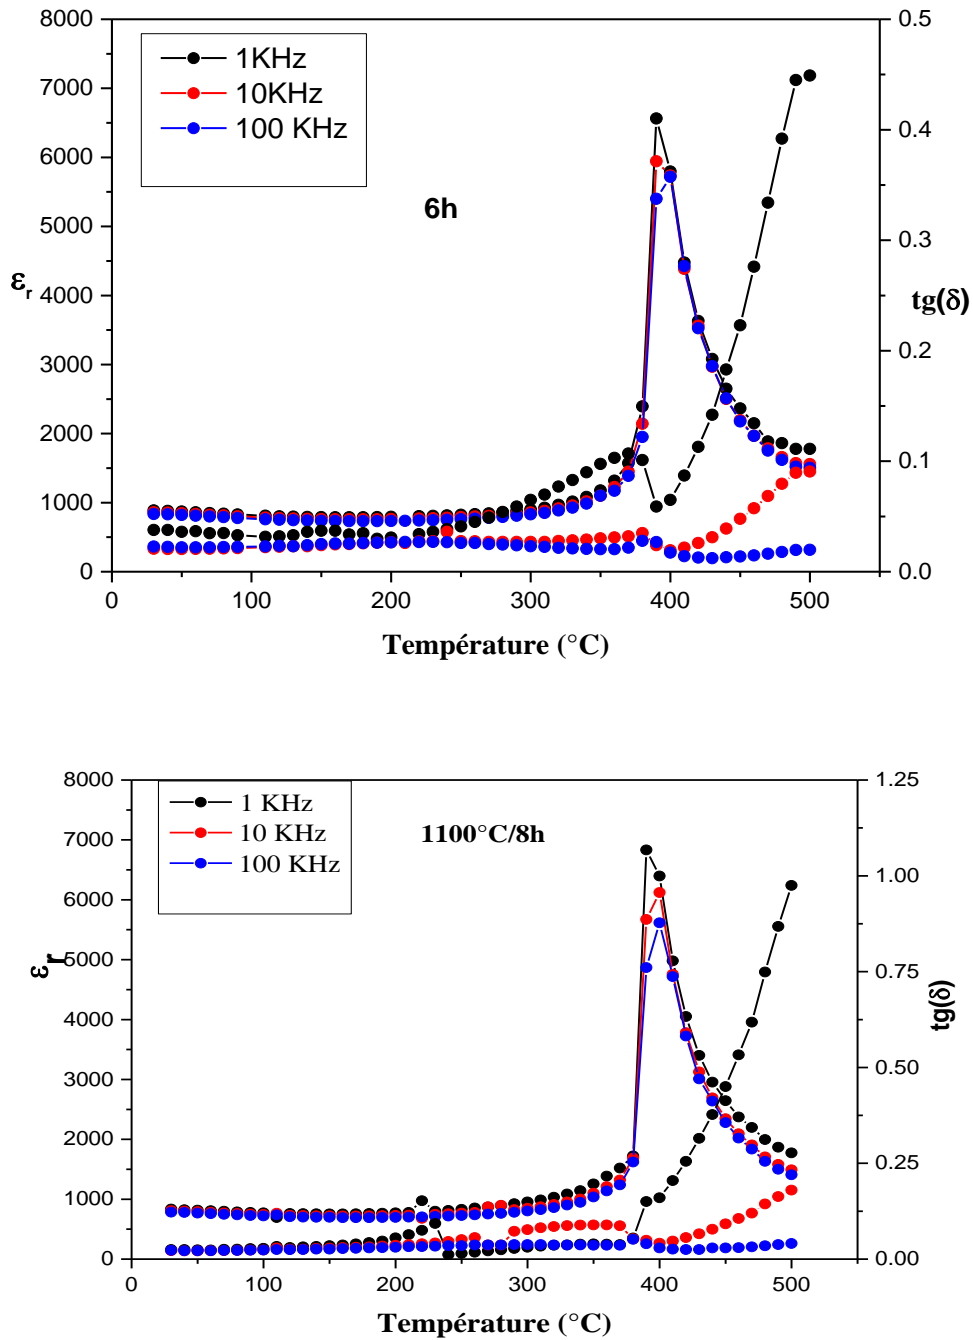 8000
7000
6000
5000
4000
3000
2000
1000
0
εr
1KHz
10KHz
100 KHz
6h
0.5
0.4
0.3
0.2
0.1
0.0
tg(δ)
0 100 200 300 400 500
Température (°C)
8000
7000
6000
5000
4000
3000
2000
1000
0
εr
1 KHz
10 KHz
100 KHz
1100°C/8h
1.25
1.00
0.75
0.50
0.25
0.00
tg(δ)
0 100 200 300 400 500
Température (°C)